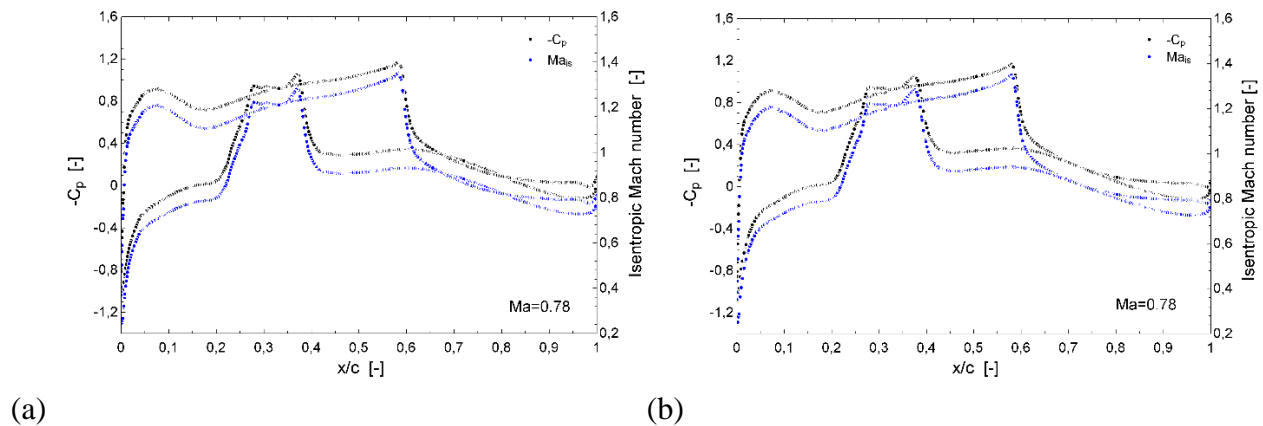 1,6
1,2
0,8
0,4
0
-0,4
-0,8
-1,2
-Cp [-]
-Cp
Mais
Ma=0.78
1,6
1,4
1,2
1
0,8
0,6
0,4
0,2
Isentropic Mach number [-]
0 0,1 0,2 0,3 0,4 0,5 0,6 0,7 0,8 0,9 1
x/c [-]
(a)
1,6
1,2
0,8
0,4
0
-0,4
-0,8
-1,2
-Cp [-]
-Cp
Mais
Ma=0.78
1,6
1,4
1,2
1
0,8
0,6
0,4
0,2
Isentropic Mach number [-]
0 0,1 0,2 0,3 0,4 0,5 0,6 0,7 0,8 0,9 1
x/c [-]
(b)